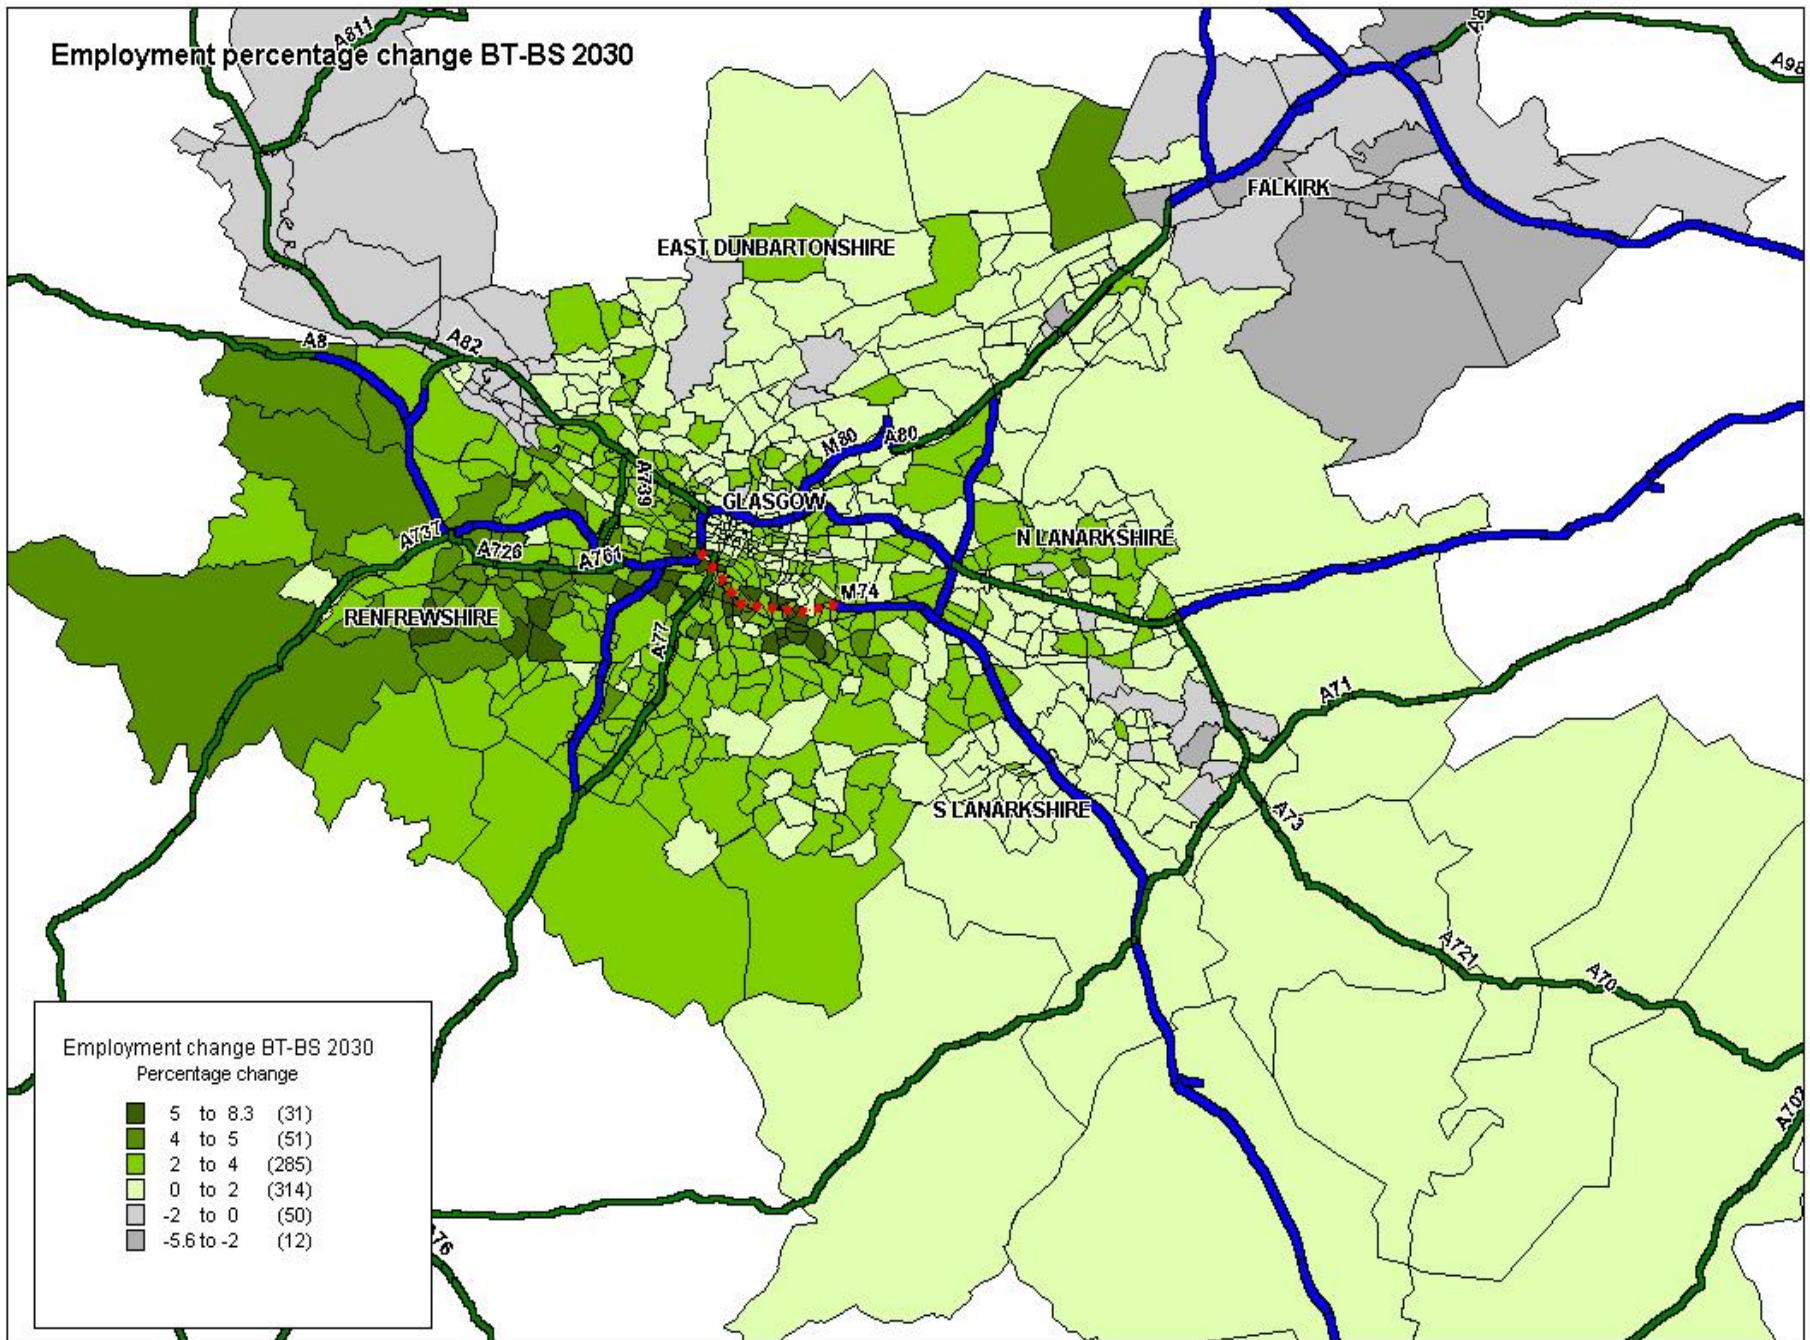 Employment percentage change BT-BS 2030
A811
A98
FALKIRK
EAST DUNBARTONSHIRE
A8
A82
M80
A80
A739
GLASGOW
A737
A726
A761
N LANARKSHIRE
M74
RENFREWSHIRE
A77
A71
S LANARKSHIRE
A73
A721
A70
A702
Employment change BT-BS 2030
Percentage change
5 to 8.3 (31)
4 to 5 (51)
2 to 4 (285)
0 to 2 (314)
-2 to 0 (50)
-5.6 to -2 (12)